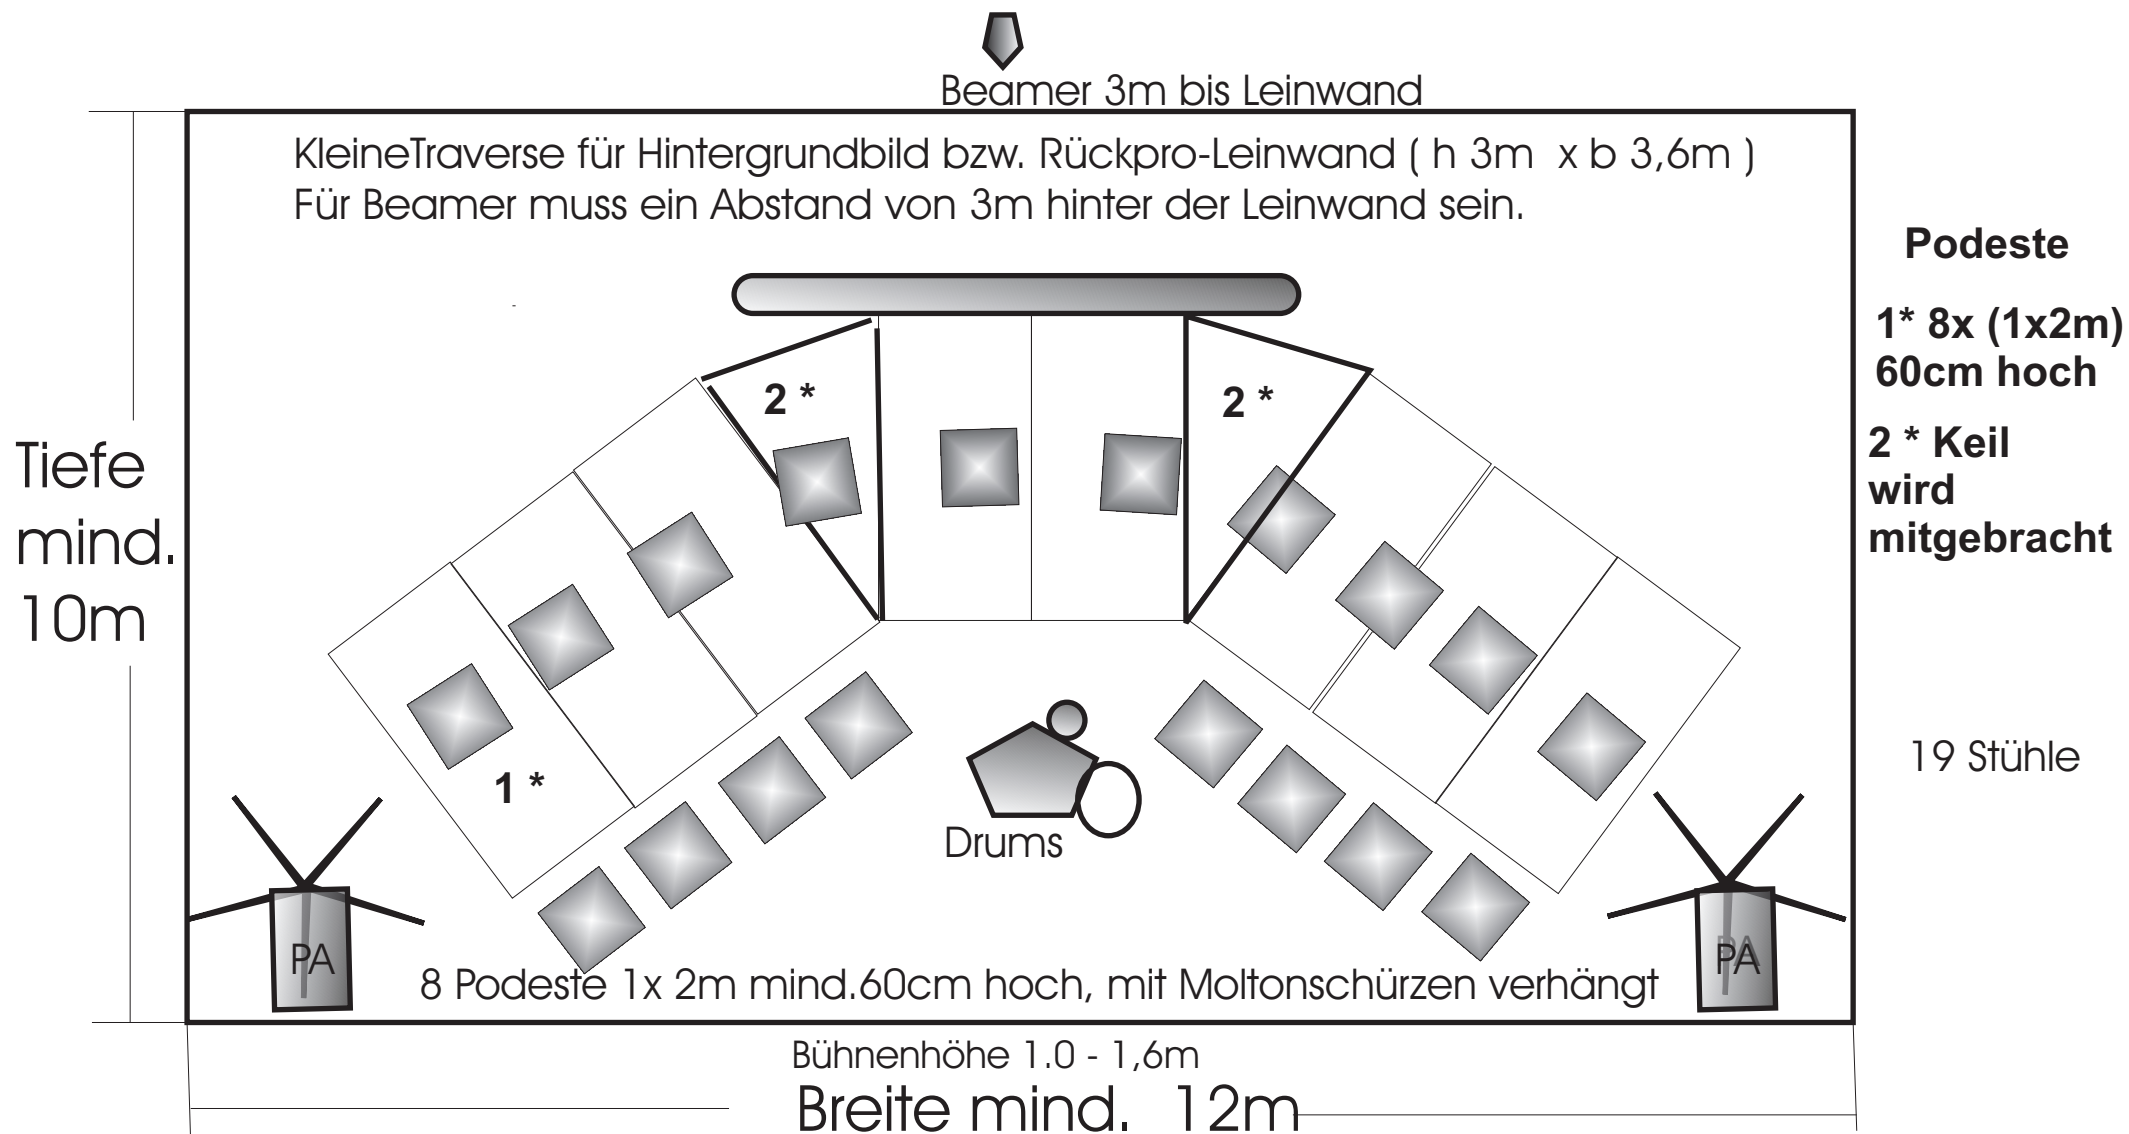 Beamer 3m bis Leinwand
KleineTraverse für Hintergrundbild bzw. Rückpro-Leinwand ( h 3m x b 3,6m )
Für Beamer muss ein Abstand von 3m hinter der Leinwand sein.
Podeste
1* 8x (1x2m)
60cm hoch
2 * Keil
wird
mitgebracht
2 *
2 *
Tiefe
mind.
10m
19 Stühle
1 *
Drums
PA
PA
8 Podeste 1x 2m mind.60cm hoch, mit Moltonschürzen verhängt
Bühnenhöhe 1.0 - 1,6m
Breite mind. 12m